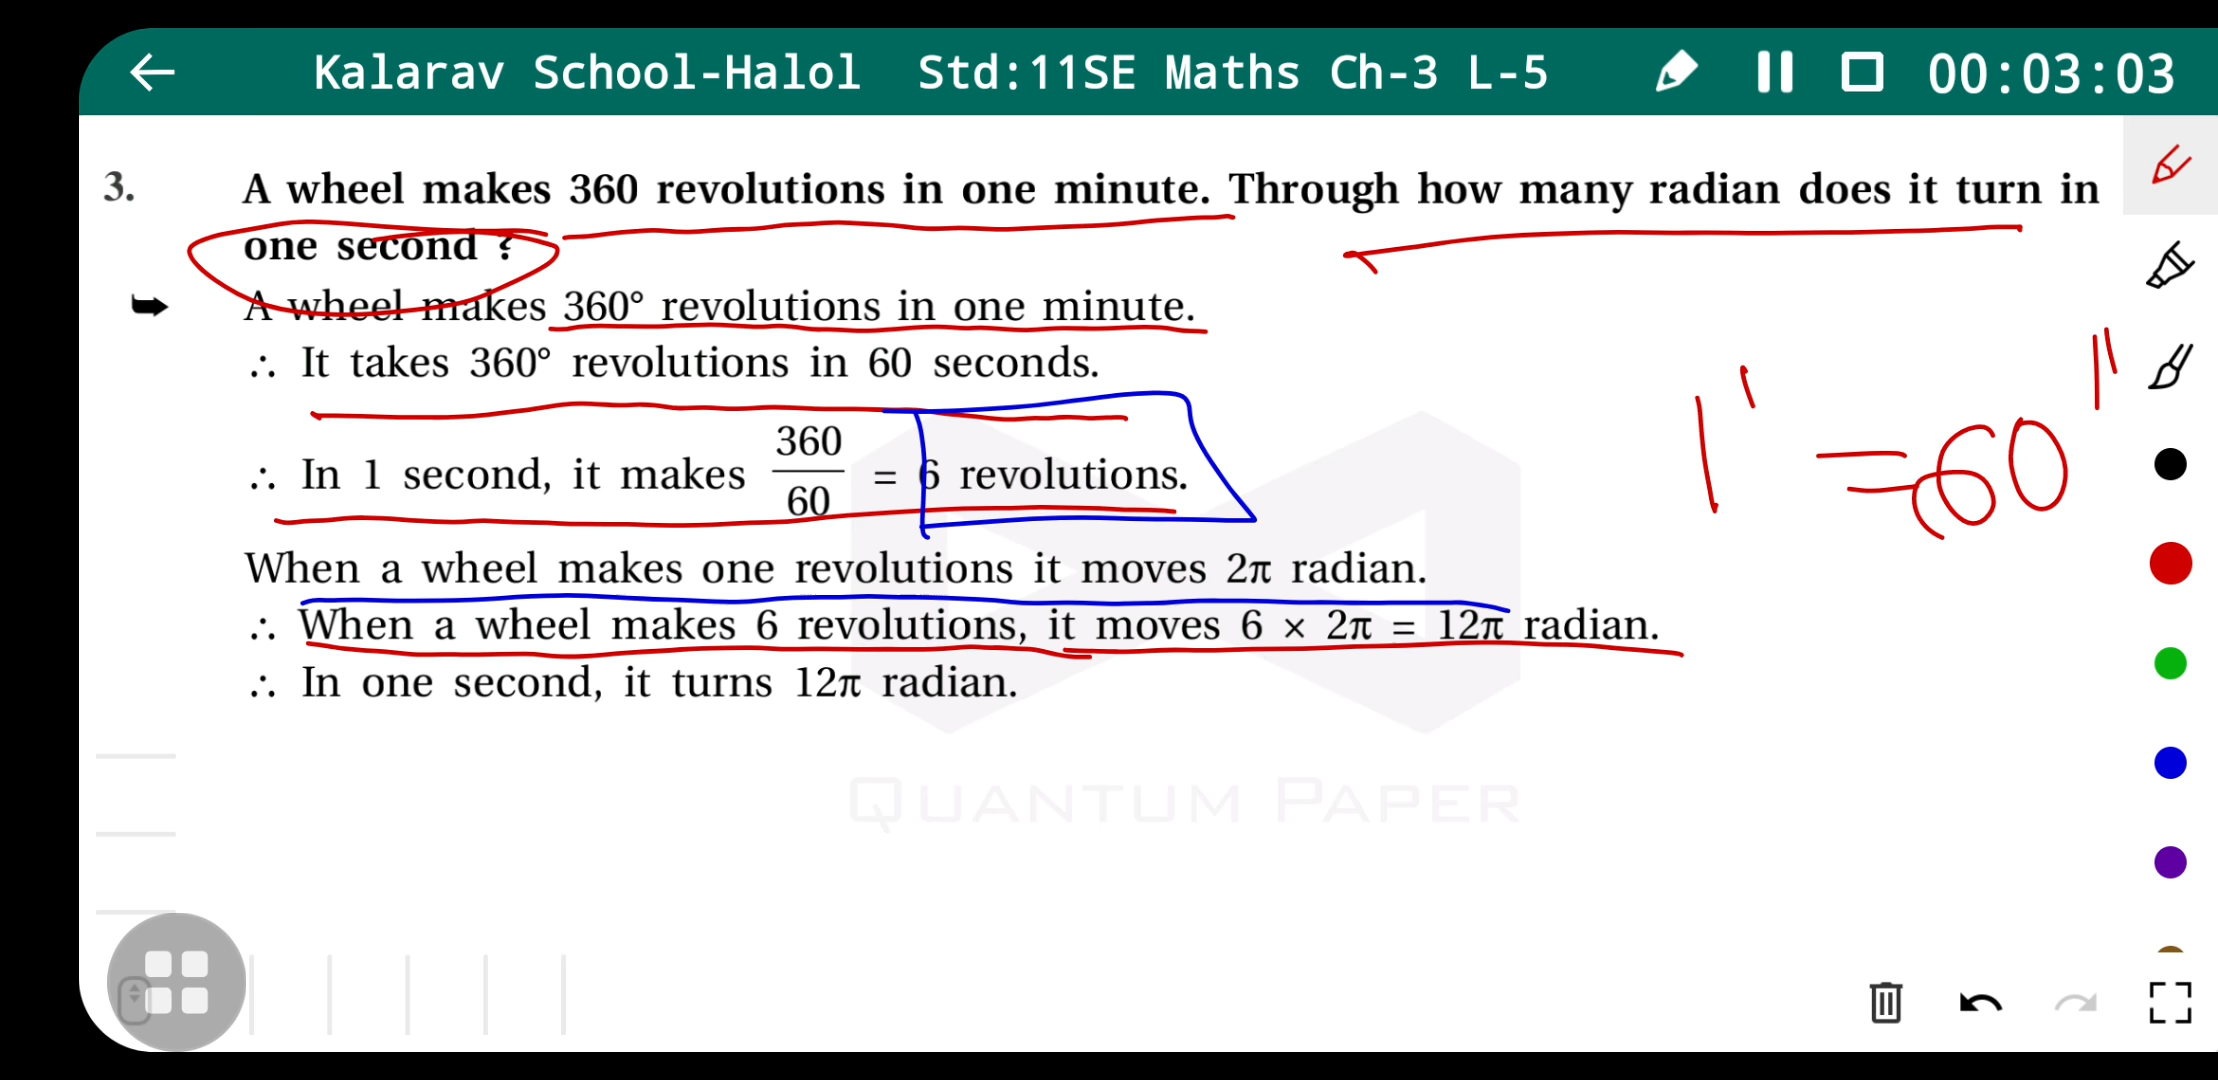 Kalarav School-Halol Std:11SE Maths Ch-3 L-5 00:03:03
3. A wheel makes 360 revolutions in one minute. Through how many radian does it turn in
one second ?
A wheel makes 360° revolutions in one minute.
∴ It takes 360° revolutions in 60 seconds.
∴ In 1 second, it makes 360/60 = 6 revolutions.
1' = 60"
When a wheel makes one revolutions it moves 2π radian.
∴ When a wheel makes 6 revolutions, it moves 6 × 2π = 12π radian.
∴ In one second, it turns 12π radian.
QUANTUM PAPER